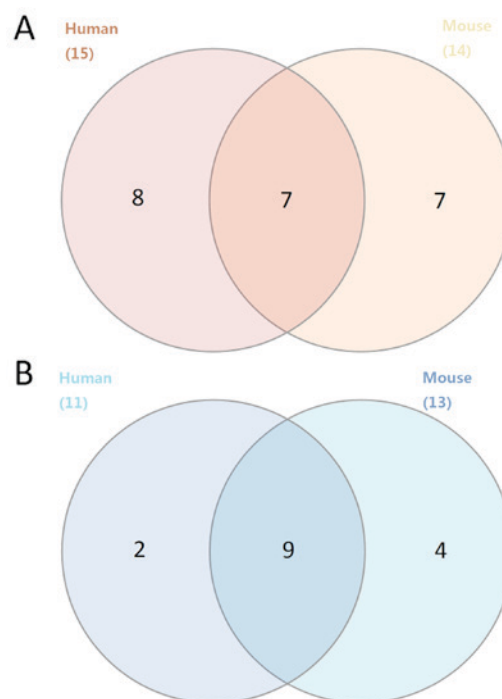 A
Human
(15)
Mouse
(14)
8
7
7
B
Human
(11)
Mouse
(13)
2
9
4